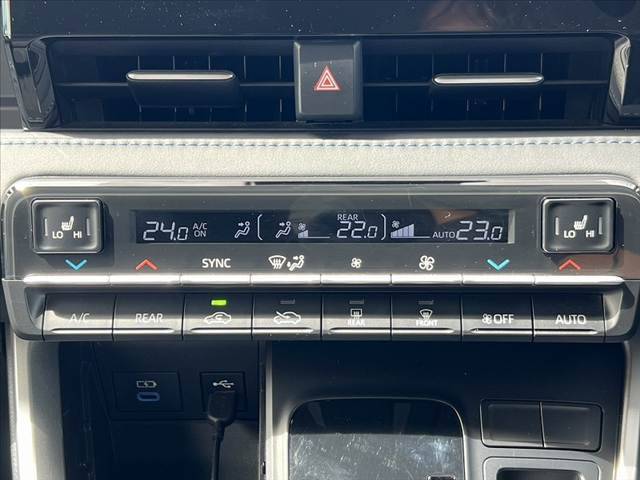 REAR
24.0 A/C ON 22.0 AUTO 23.0
LO HI LO HI
SYNC
A/C REAR REAR FRONT OFF AUTO